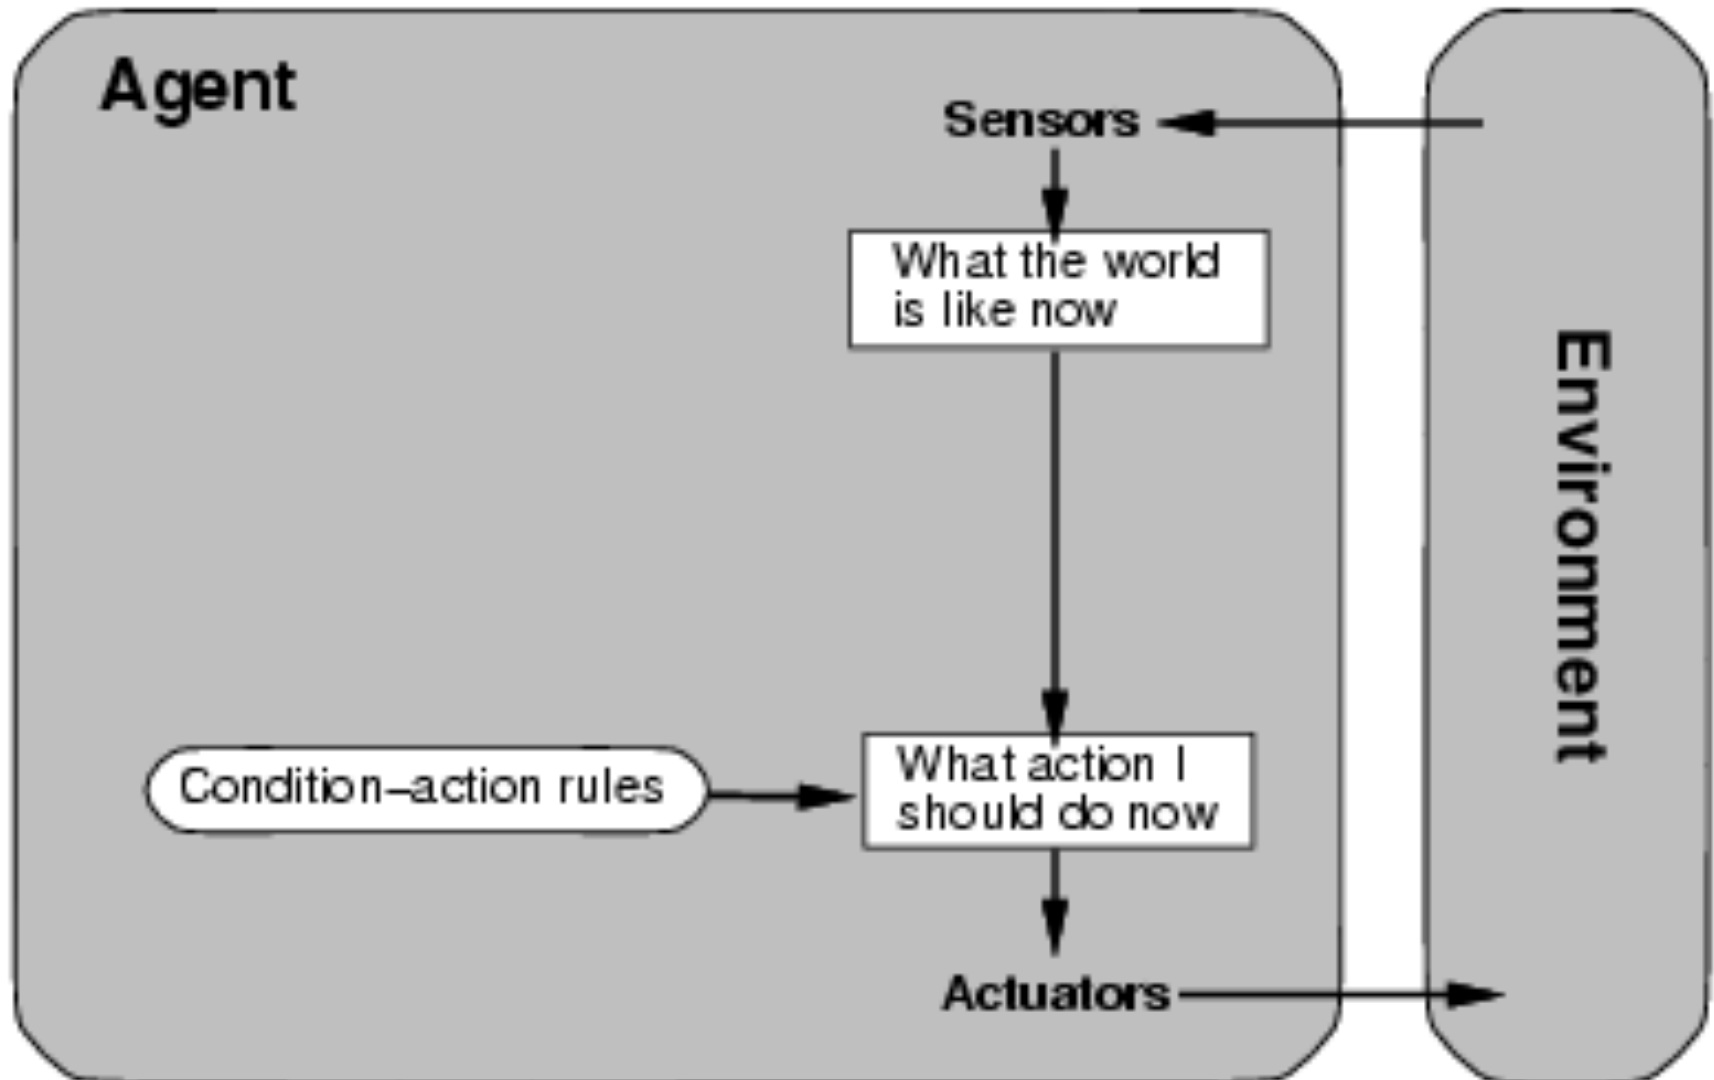 Agent
Sensors
What the world
is like now
Environment
Condition–action rules
What action I
should do now
Actuators